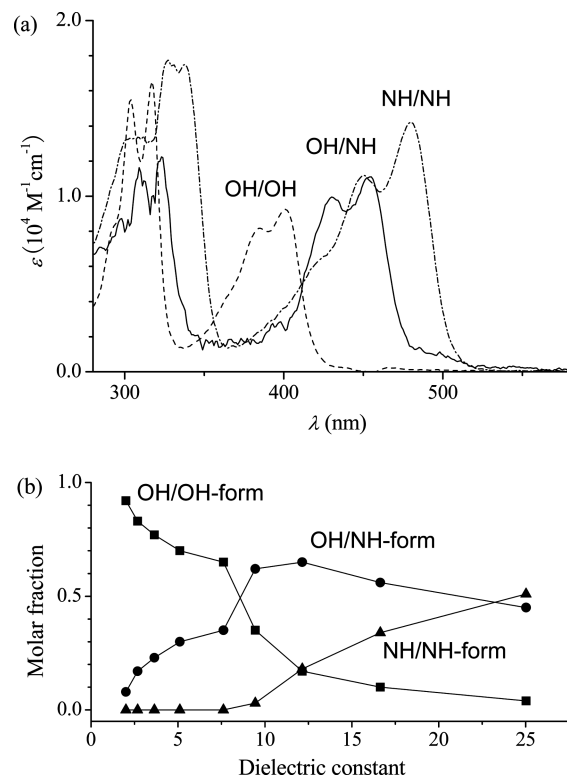 (a)
2.0
1.0
0.0
ε (10⁴ M⁻¹cm⁻¹)
OH/OH
OH/NH
NH/NH
300
400
500
λ (nm)
(b)
1.0
0.5
0.0
Molar fraction
OH/OH-form
OH/NH-form
NH/NH-form
0
5
10
15
20
25
Dielectric constant